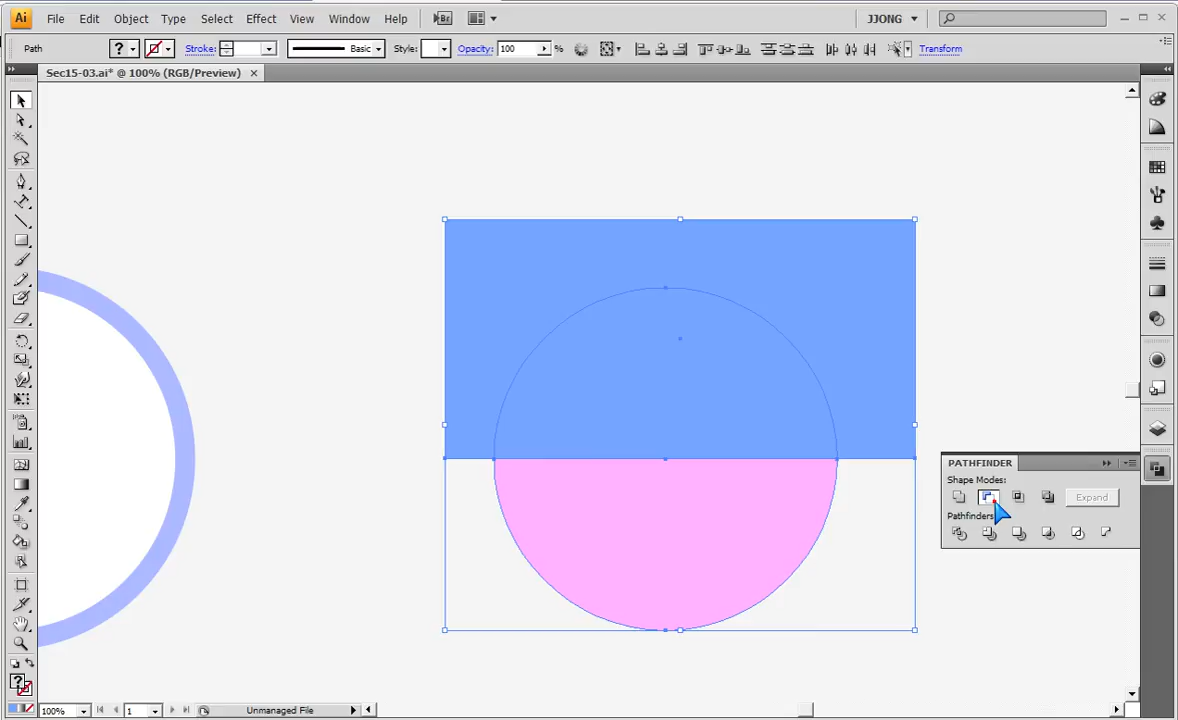 Ai File Edit Object Type Select Effect View Window Help Br JJONG
Path ? Stroke: Basic Style: Opacity: 100 % Transform
Sec15-03.ai* @ 100% (RGB/Preview)
PATHFINDER
Shape Modes:
Expand
Pathfinders
?
100% 1 Unmanaged File